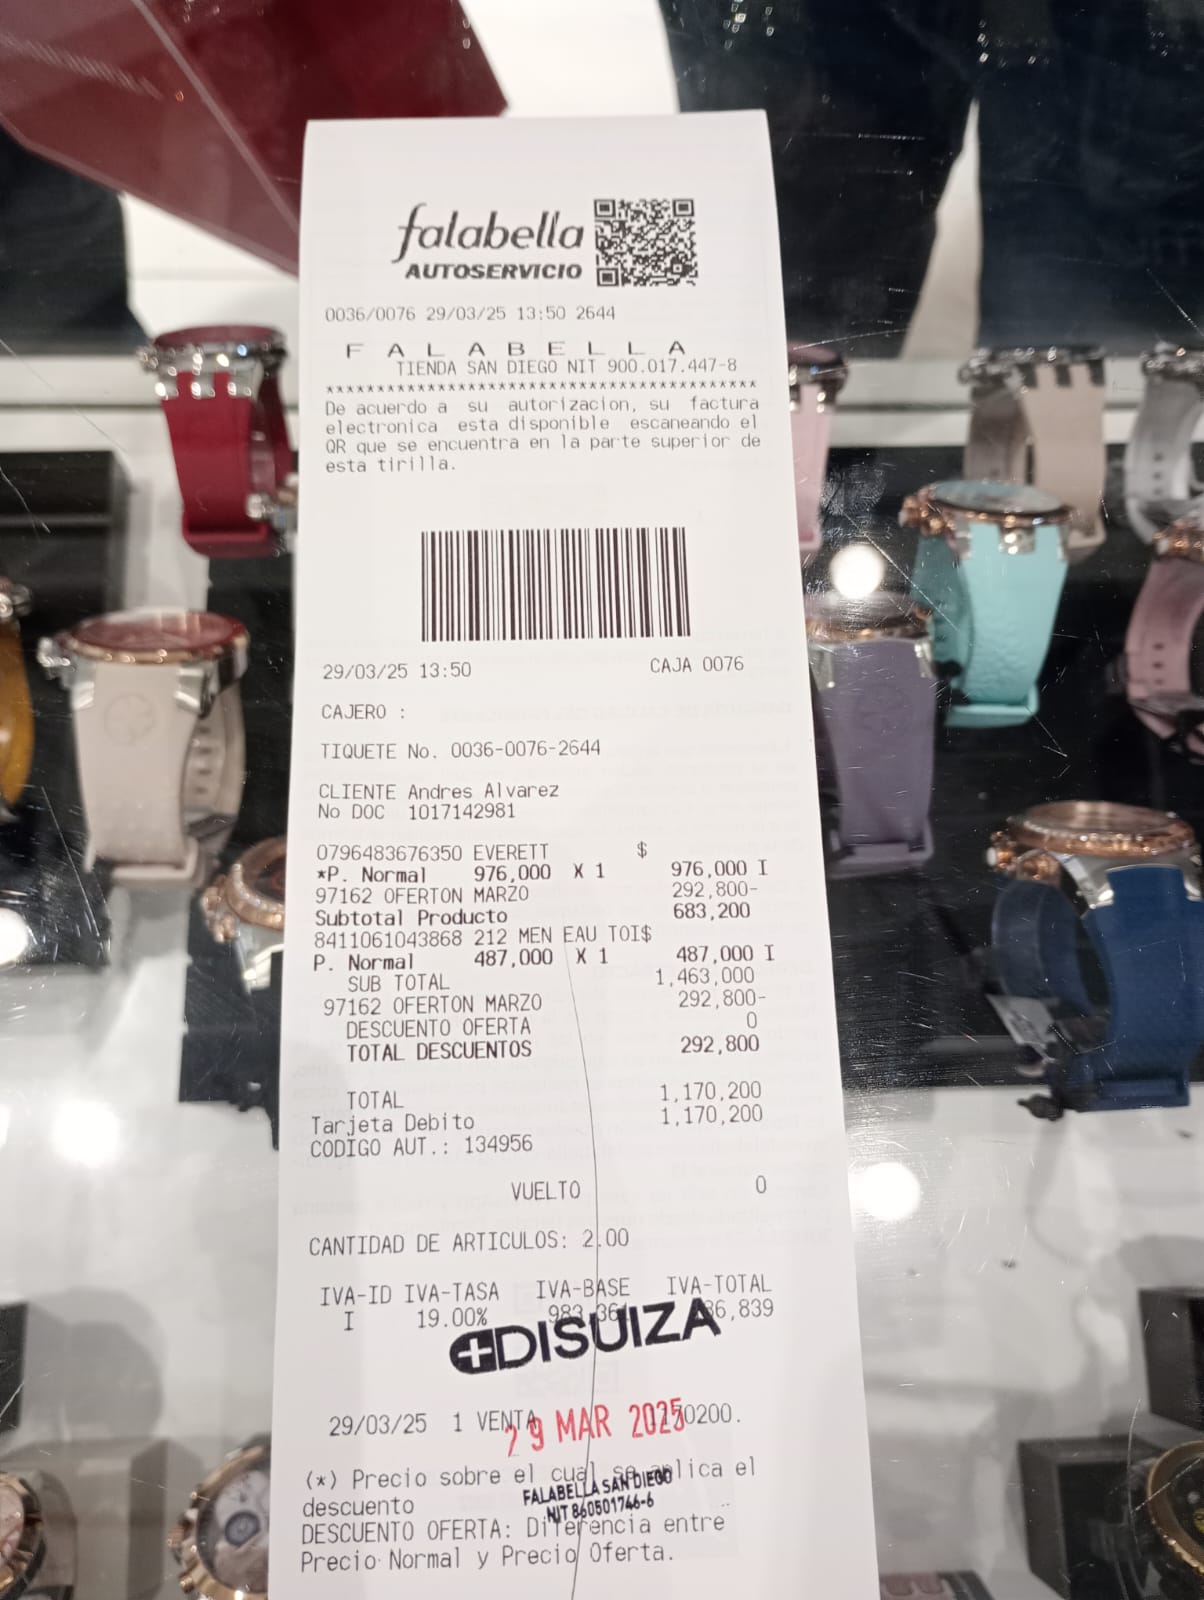 falabella
AUTOSERVICIO
0036/0076 29/03/25 13:50 2644
F A L A B E L L A
TIENDA SAN DIEGO NIT 900.017.447-8
******************************************
De acuerdo a su autorizacion, su factura
electronica esta disponible escaneando el
QR que se encuentra en la parte superior de
esta tirilla.
29/03/25 13:50 CAJA 0076
CAJERO :
TIQUETE No. 0036-0076-2644
CLIENTE Andres Alvarez
No DOC 1017142981
0796483676350 EVERETT $
*P. Normal 976,000 X 1 976,000 I
97162 OFERTON MARZO 292,800-
Subtotal Producto 683,200
8411061043868 212 MEN EAU TOI$
P. Normal 487,000 X 1 487,000 I
SUB TOTAL 1,463,000
97162 OFERTON MARZO 292,800-
DESCUENTO OFERTA 0
TOTAL DESCUENTOS 292,800
TOTAL 1,170,200
Tarjeta Debito 1,170,200
CODIGO AUT.: 134956
VUELTO 0
CANTIDAD DE ARTICULOS: 2.00
IVA-ID IVA-TASA IVA-BASE IVA-TOTAL
I 19.00%
DISUIZA
29/03/25 1 VENTA
29 MAR 2025
(*) Precio sobre el cual se aplica el
descuento
FALABELLA SAN DIEGO
NIT 860501746-6
DESCUENTO OFERTA: Diferencia entre
Precio Normal y Precio Oferta.